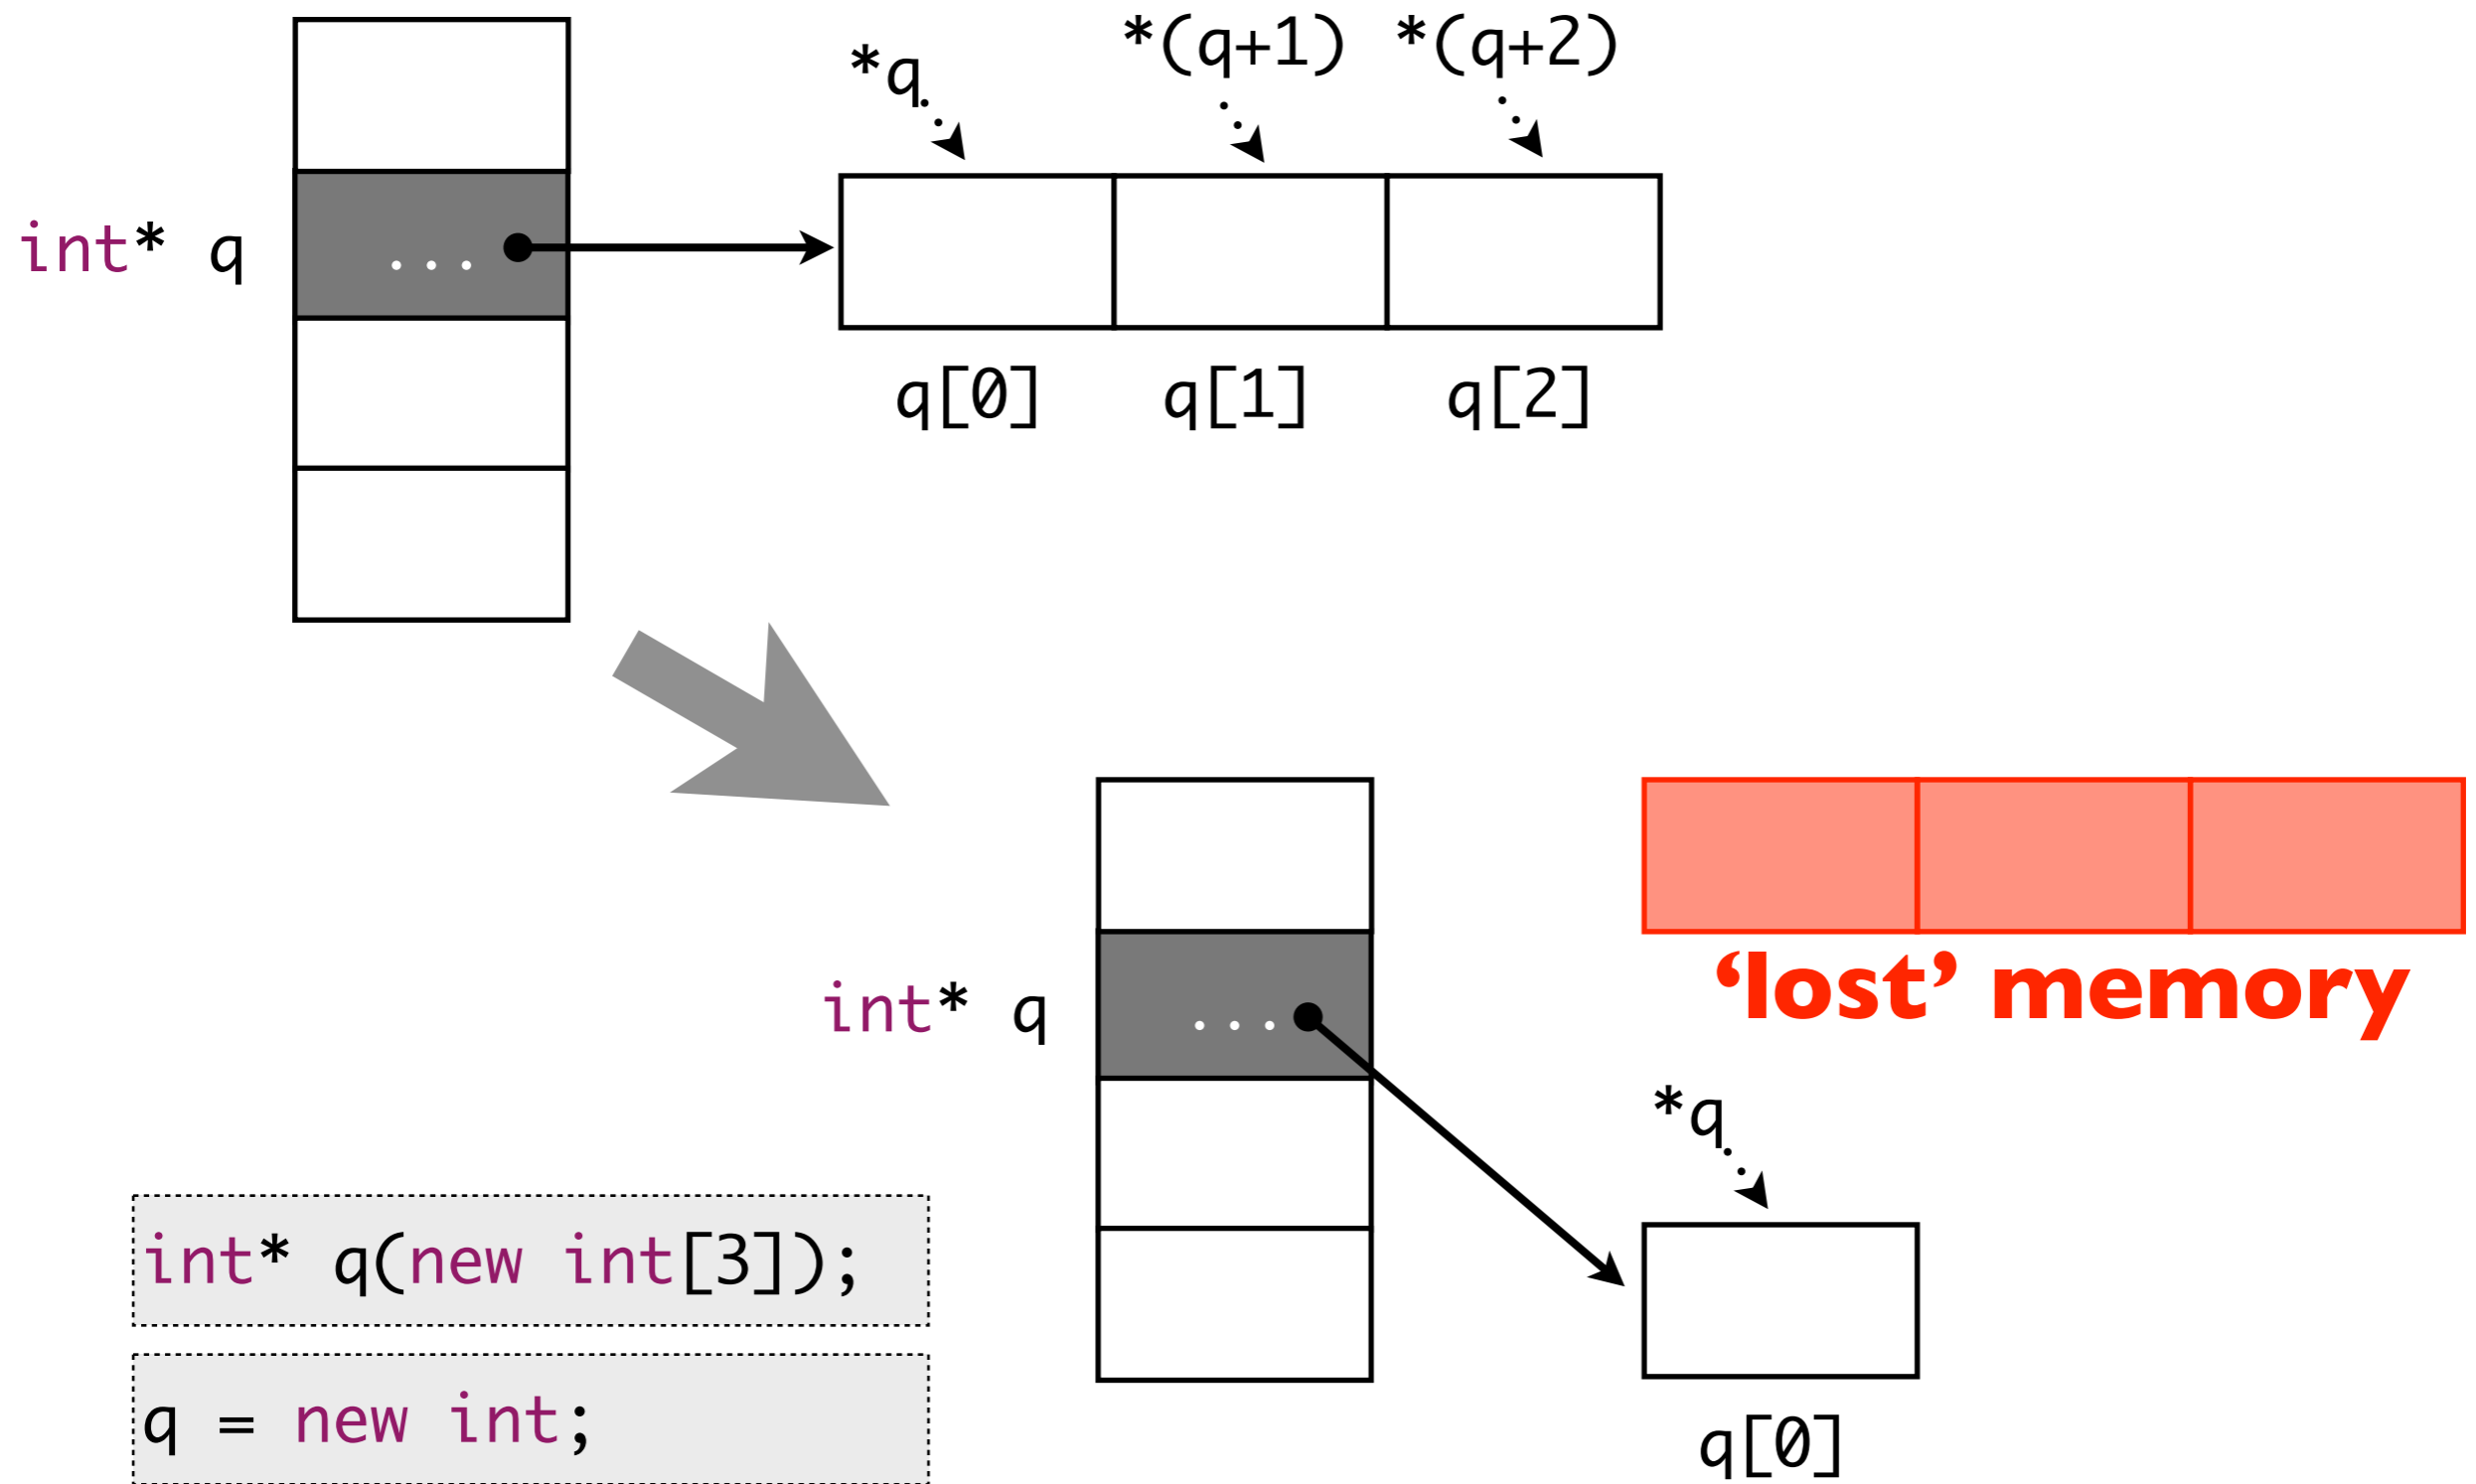 *q
*(q+1)
*(q+2)
int* q
...
q[0]
q[1]
q[2]
int* q
...
‘lost’ memory
*q
int* q(new int[3]);
q = new int;
q[0]